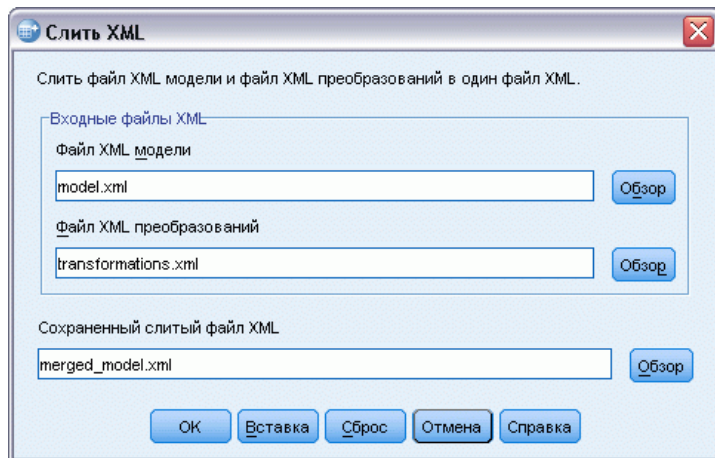 Слить XML
Слить файл XML модели и файл XML преобразований в один файл XML.
Входные файлы XML
Файл XML модели
model.xml
Обзор
Файл XML преобразований
transformations.xml
Обзор
Сохраненный слитый файл XML
merged_model.xml
Обзор
OK Вставка Сброс Отмена Справка